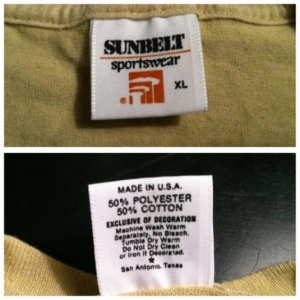 SUNBELT
sportswear
XL
MADE IN U.S.A.
50% POLYESTER
50% COTTON
EXCLUSIVE OF DECORATION
Machine Wash Warm
Separately, No Bleach.
Tumble Dry Warm
Do Not Dry Clean
or Iron if Decorated.
San Antonio, Texas